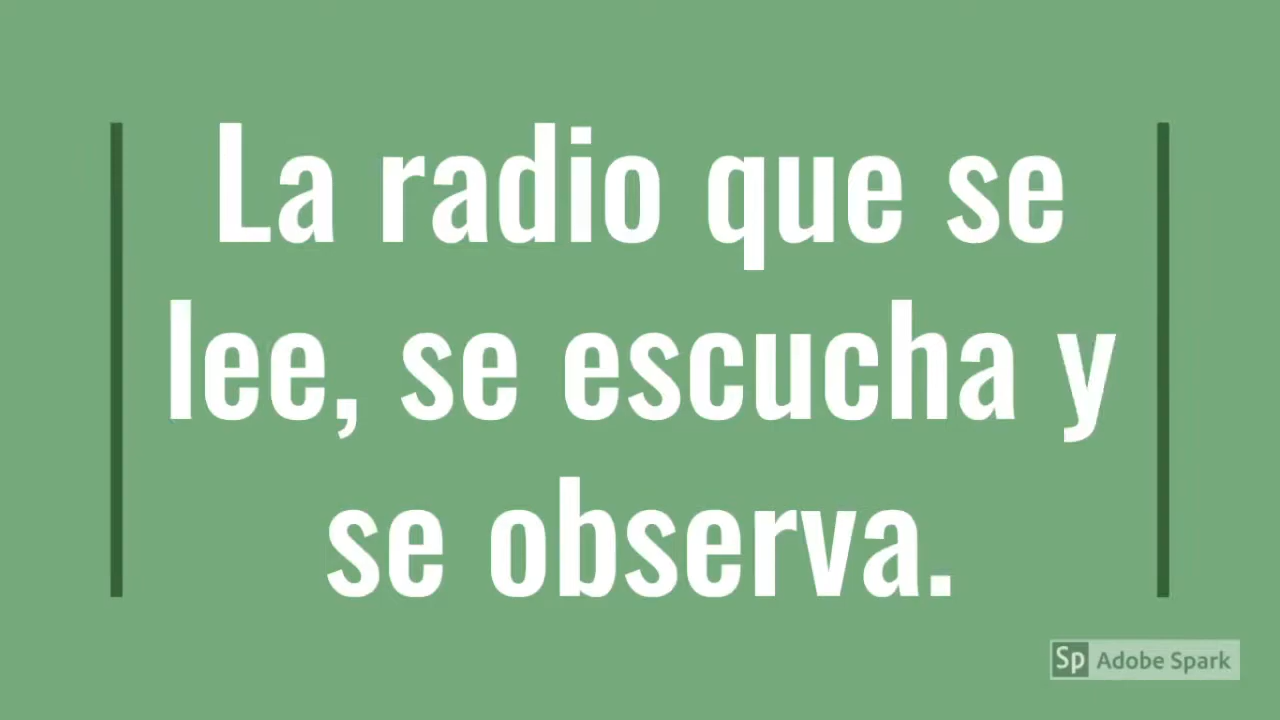 La radio que se
lee, se escucha y
se observa.
Sp Adobe Spark